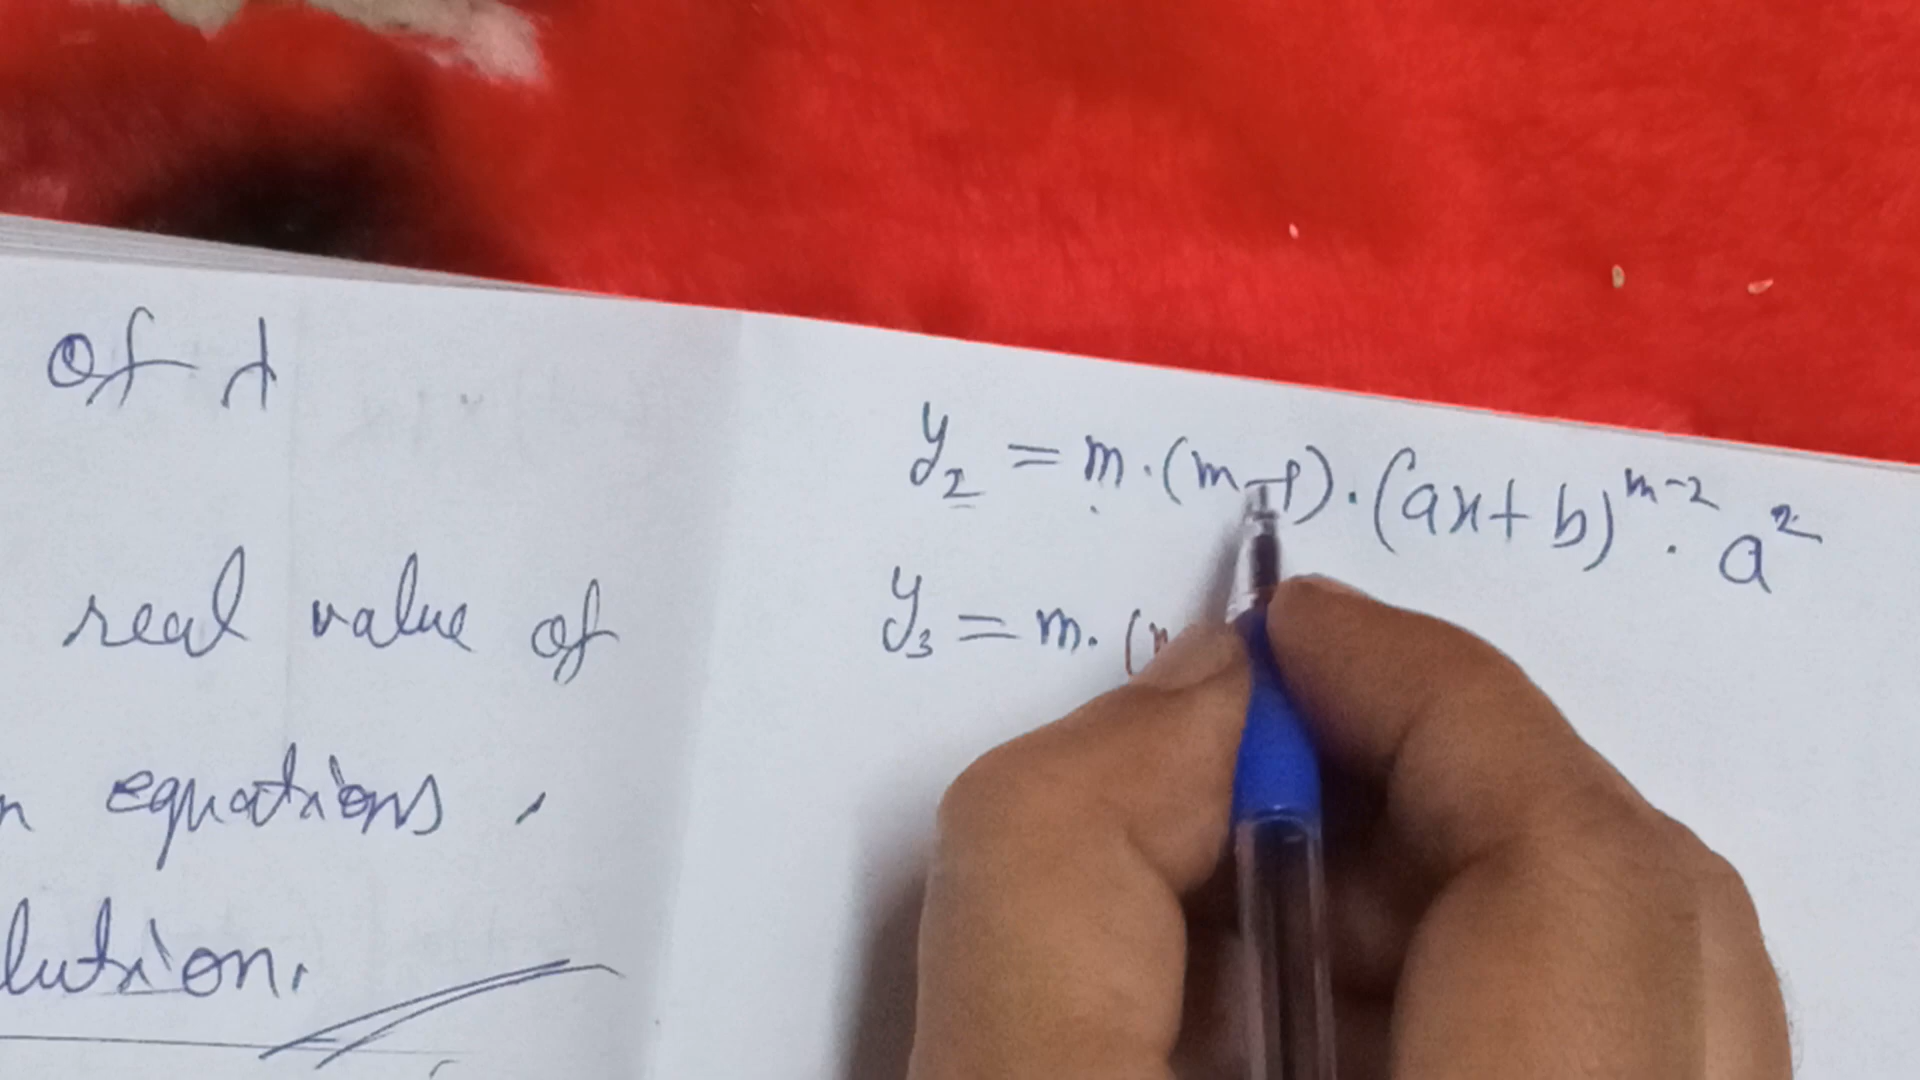 of λ
real value of
equations.
lution.
y₂ = m.(m-1).(ax+b)ᵐ⁻². a²
y₃ = m. (